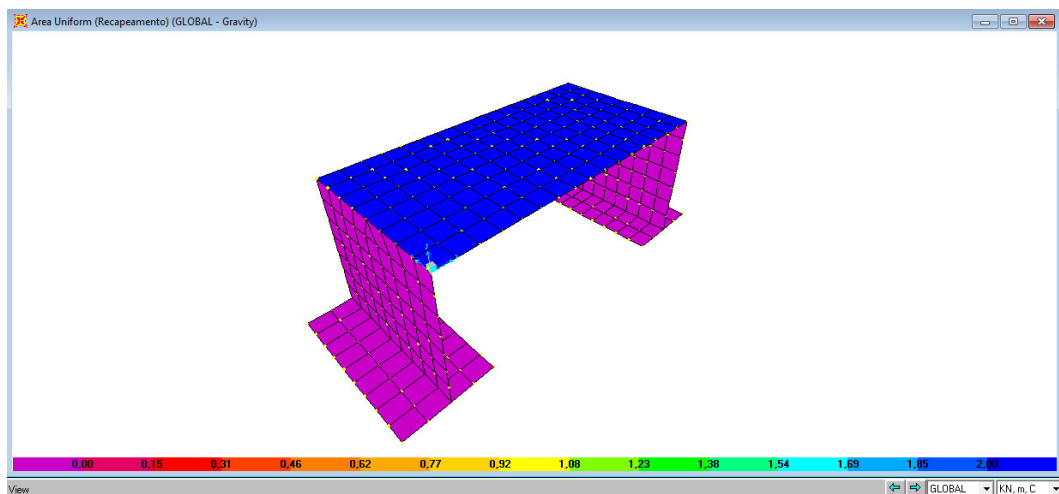 Area Uniform (Recapeamento) (GLOBAL - Gravity)
0,00 0,15 0,31 0,46 0,62 0,77 0,92 1,08 1,23 1,38 1,54 1,69 1,85 2,00
View GLOBAL KN, m, C